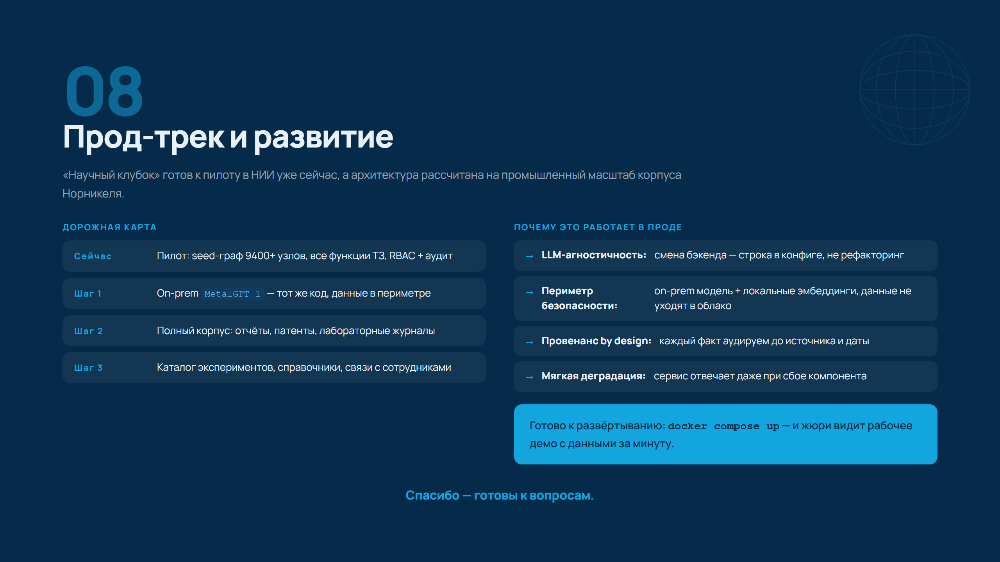 08
Прод-трек и развитие
«Научный клубок» готов к пилоту в НИИ уже сейчас, а архитектура рассчитана на промышленный масштаб корпуса
Норникеля.
ДОРОЖНАЯ КАРТА
Сейчас Пилот: seed-граф 9400+ узлов, все функции ТЗ, RBAC + аудит
Шаг 1 On-prem MetalGPT-1 — тот же код, данные в периметре
Шаг 2 Полный корпус: отчёты, патенты, лабораторные журналы
Шаг 3 Каталог экспериментов, справочники, связи с сотрудниками
ПОЧЕМУ ЭТО РАБОТАЕТ В ПРОДЕ
→ LLM-агностичность: смена бэкенда — строка в конфиге, не рефакторинг
→ Периметр безопасности: on-prem модель + локальные эмбеддинги, данные не
уходят в облако
→ Провенанс by design: каждый факт аудируем до источника и даты
→ Мягкая деградация: сервис отвечает даже при сбое компонента
Готово к развёртыванию: docker compose up — и жюри видит рабочее
демо с данными за минуту.
Спасибо — готовы к вопросам.